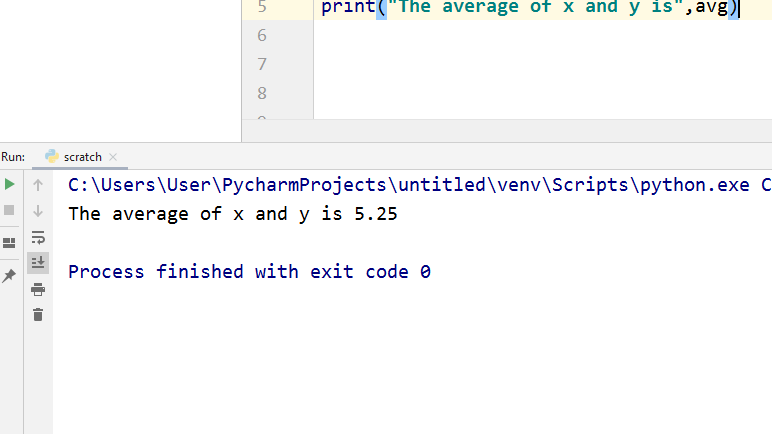 5 print("The average of x and y is",avg)
6
7
8
Run: scratch
C:\Users\User\PycharmProjects\untitled\venv\Scripts\python.exe C
The average of x and y is 5.25
Process finished with exit code 0